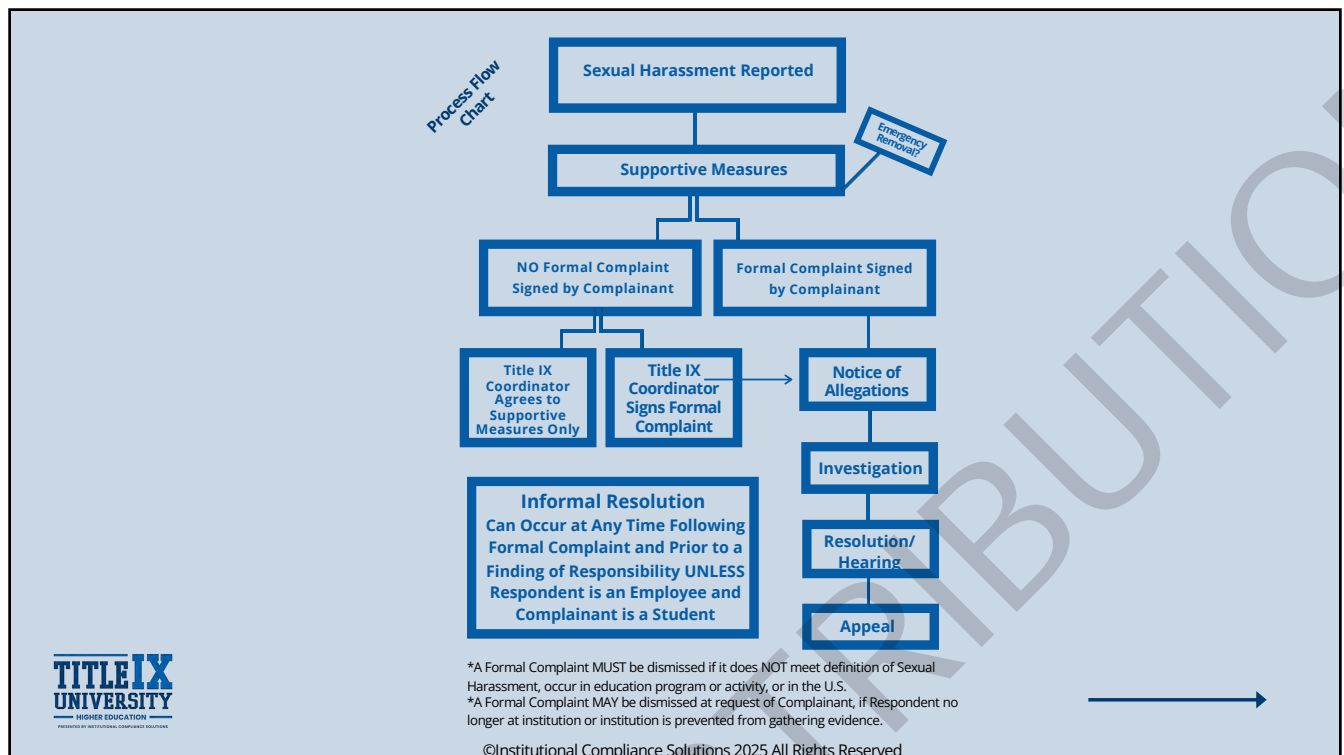 Process Flow
Chart
Sexual Harassment Reported
Emergency
Removal?
Supportive Measures
NO Formal Complaint
Signed by Complainant
Formal Complaint Signed
by Complainant
Title IX
Coordinator
Agrees to
Supportive
Measures Only
Title IX
Coordinator
Signs Formal
Complaint
Notice of
Allegations
Investigation
Informal Resolution
Can Occur at Any Time Following
Formal Complaint and Prior to a
Finding of Responsibility UNLESS
Respondent is an Employee and
Complainant is a Student
Resolution/
Hearing
Appeal
*A Formal Complaint MUST be dismissed if it does NOT meet definition of Sexual
Harassment, occur in education program or activity, or in the U.S.
*A Formal Complaint MAY be dismissed at request of Complainant, if Respondent no
longer at institution or institution is prevented from gathering evidence.
TITLE IX
UNIVERSITY
HIGHER EDUCATION
PRESENTED BY INSTITUTIONAL COMPLIANCE SOLUTIONS
©Institutional Compliance Solutions 2025 All Rights Reserved